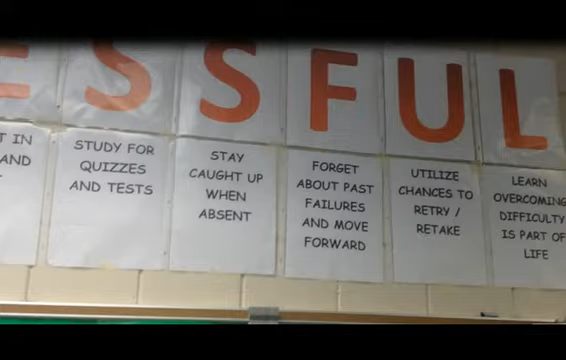 ESSFUL
T IN
AND
STUDY FOR
QUIZZES
AND TESTS
STAY
CAUGHT UP
WHEN
ABSENT
FORGET
ABOUT PAST
FAILURES
AND MOVE
FORWARD
UTILIZE
CHANCES TO
RETRY /
RETAKE
LEARN
OVERCOMING
DIFFICULTY
IS PART OF
LIFE